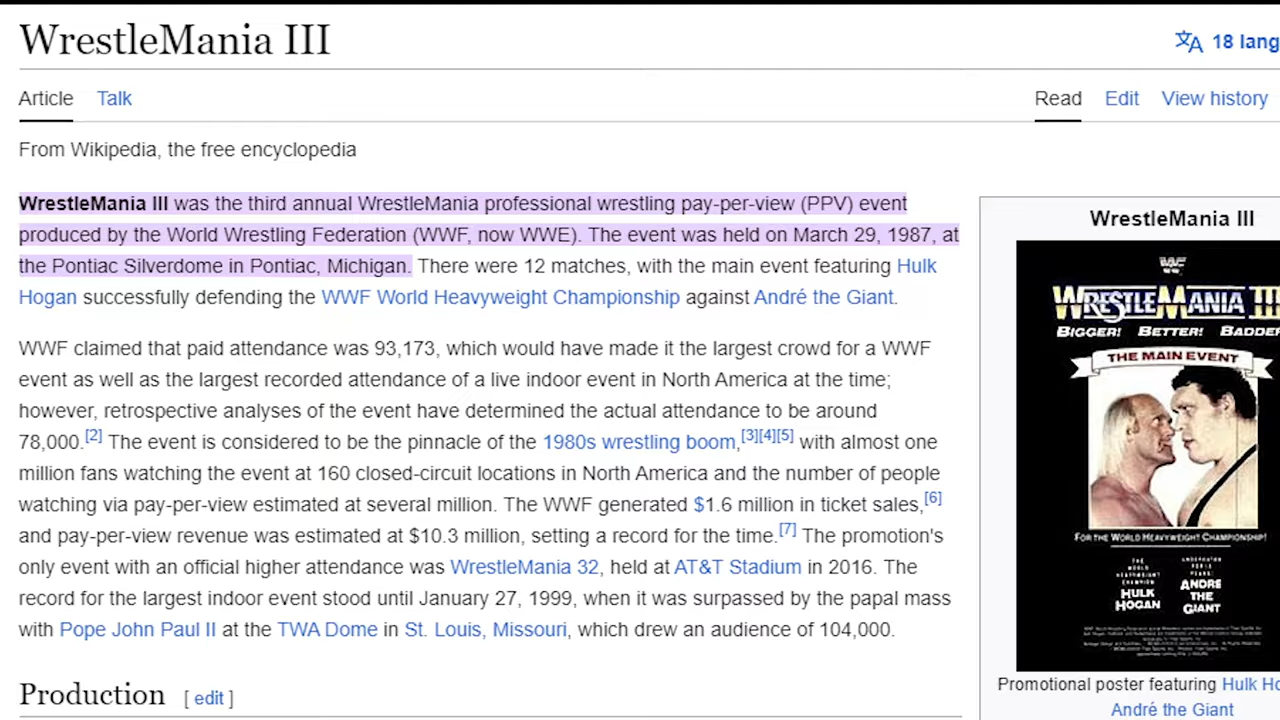 WrestleMania III
18 lang
Article Talk
Read Edit View history
From Wikipedia, the free encyclopedia
WrestleMania III was the third annual WrestleMania professional wrestling pay-per-view (PPV) event
produced by the World Wrestling Federation (WWF, now WWE). The event was held on March 29, 1987, at
the Pontiac Silverdome in Pontiac, Michigan. There were 12 matches, with the main event featuring Hulk
Hogan successfully defending the WWF World Heavyweight Championship against André the Giant.
WWF claimed that paid attendance was 93,173, which would have made it the largest crowd for a WWF
event as well as the largest recorded attendance of a live indoor event in North America at the time;
however, retrospective analyses of the event have determined the actual attendance to be around
78,000.[2] The event is considered to be the pinnacle of the 1980s wrestling boom,[3][4][5] with almost one
million fans watching the event at 160 closed-circuit locations in North America and the number of people
watching via pay-per-view estimated at several million. The WWF generated $1.6 million in ticket sales,[6]
and pay-per-view revenue was estimated at $10.3 million, setting a record for the time.[7] The promotion's
only event with an official higher attendance was WrestleMania 32, held at AT&T Stadium in 2016. The
record for the largest indoor event stood until January 27, 1999, when it was surpassed by the papal mass
with Pope John Paul II at the TWA Dome in St. Louis, Missouri, which drew an audience of 104,000.
Production [ edit ]
WrestleMania III
WRESTLEMANIA III
BIGGER! BETTER! BADDER
THE MAIN EVENT
FOR THE WORLD HEAVYWEIGHT CHAMPIONSHIP!
THE
WORLD
HEAVYWEIGHT
CHAMPION
HULK
HOGAN
UNDEFEATED
FOR 15
YEARS
ANDRE
THE
GIANT
Promotional poster featuring Hulk Ho
André the Giant